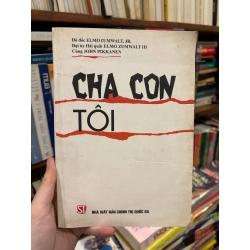 Đô đốc ELMO ZUMWALT, JR.
Đại úy Hải quân ELMO ZUMWALT III
Cùng JOHN PEKKANEN
CHA CON
TÔI
ST
NHÀ XUẤT BẢN CHÍNH TRỊ QUỐC GIA